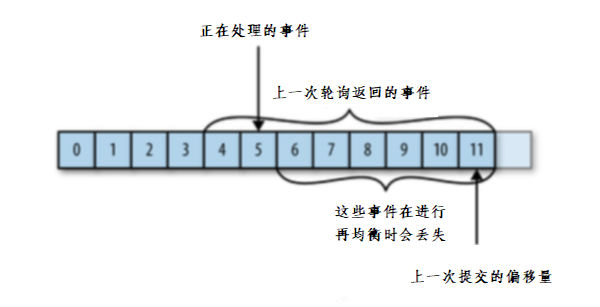 正在处理的事件
上一次轮询返回的事件
0 1 2 3 4 5 6 7 8 9 10 11
这些事件在进行
再均衡时会丢失
上一次提交的偏移量